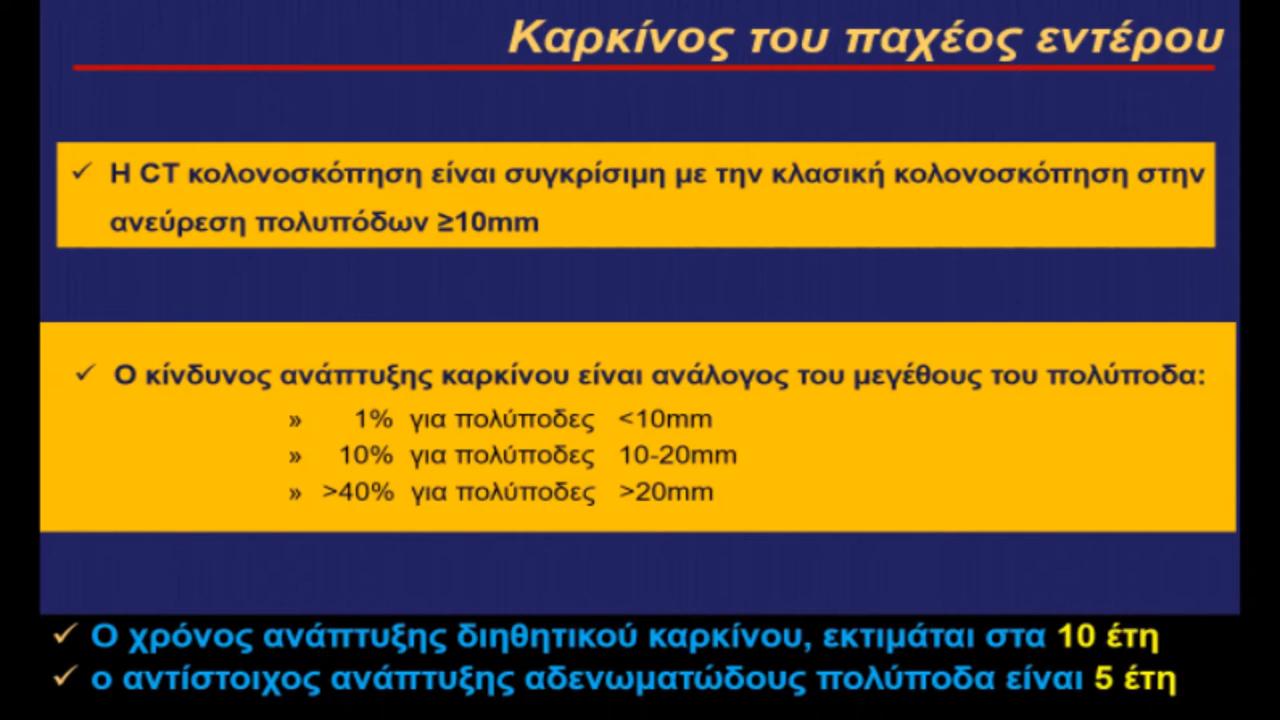 Καρκίνος του παχέος εντέρου
✓ Η CT κολονοσκόπηση είναι συγκρίσιμη με την κλασική κολονοσκόπηση στην
ανεύρεση πολυπόδων ≥10mm
✓ Ο κίνδυνος ανάπτυξης καρκίνου είναι ανάλογος του μεγέθους του πολύποδα:
» 1% για πολύποδες <10mm
» 10% για πολύποδες 10-20mm
» >40% για πολύποδες >20mm
✓ Ο χρόνος ανάπτυξης διηθητικού καρκίνου, εκτιμάται στα 10 έτη
✓ ο αντίστοιχος ανάπτυξης αδενωματώδους πολύποδα είναι 5 έτη